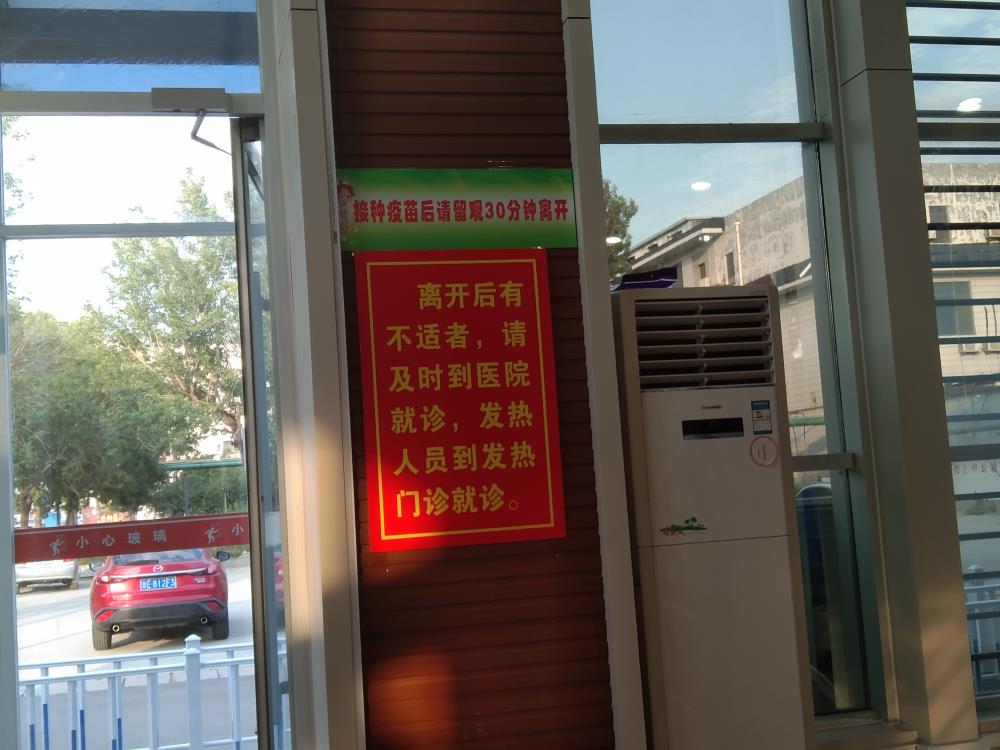 接种疫苗后请留观30分钟离开
离开后有
不适者，请
及时到医院
就诊，发热
人员到发热
门诊就诊。
小心玻璃
小